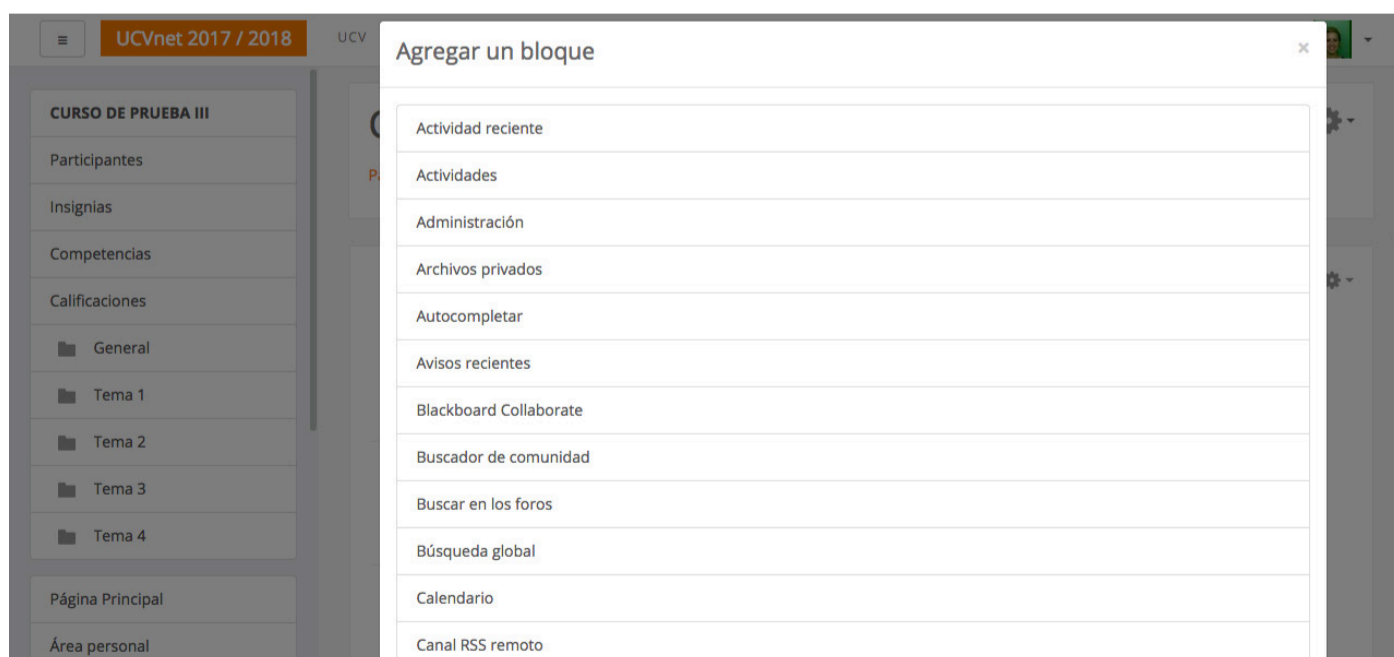 ≡ UCVnet 2017 / 2018 UCV
CURSO DE PRUEBA III
Participantes
Insignias
Competencias
Calificaciones
General
Tema 1
Tema 2
Tema 3
Tema 4
Página Principal
Área personal
Agregar un bloque ×
Actividad reciente
Actividades
Administración
Archivos privados
Autocompletar
Avisos recientes
Blackboard Collaborate
Buscador de comunidad
Buscar en los foros
Búsqueda global
Calendario
Canal RSS remoto